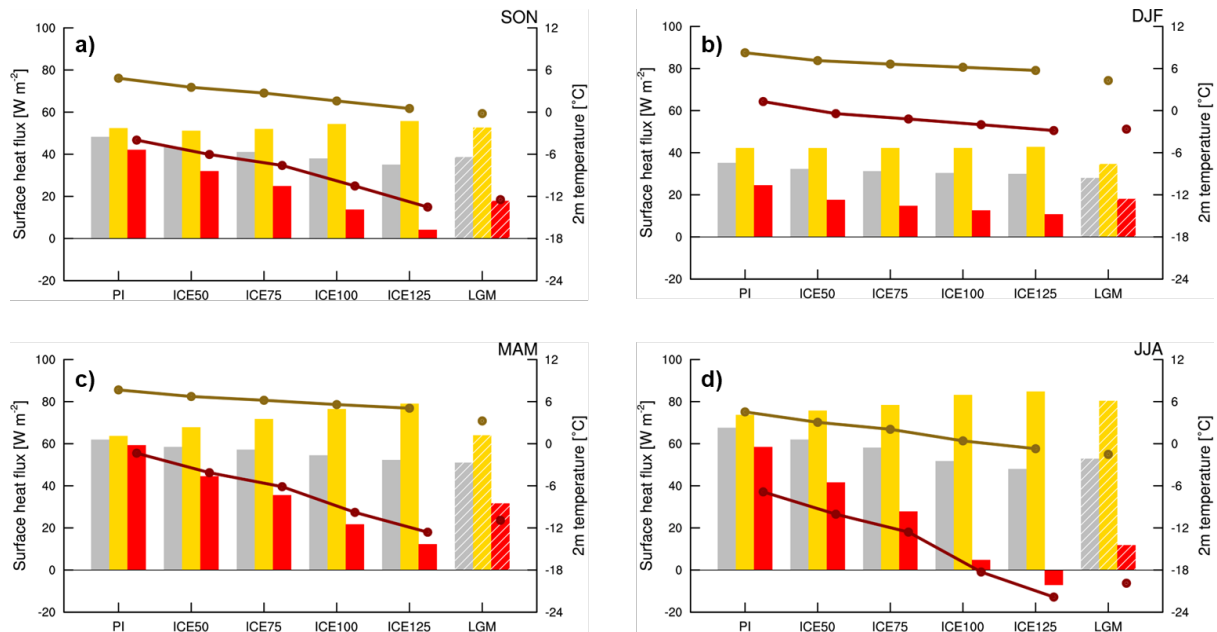 SON
a)
Surface heat flux [W m-2]
100
80
60
40
20
0
-20
12
6
0
-6
-12
-18
-24
2m temperature [°C]
PI ICE50 ICE75 ICE100 ICE125 LGM
DJF
b)
Surface heat flux [W m-2]
100
80
60
40
20
0
-20
12
6
0
-6
-12
-18
-24
2m temperature [°C]
PI ICE50 ICE75 ICE100 ICE125 LGM
MAM
c)
Surface heat flux [W m-2]
100
80
60
40
20
0
-20
12
6
0
-6
-12
-18
-24
2m temperature [°C]
PI ICE50 ICE75 ICE100 ICE125 LGM
JJA
d)
Surface heat flux [W m-2]
100
80
60
40
20
0
-20
12
6
0
-6
-12
-18
-24
2m temperature [°C]
PI ICE50 ICE75 ICE100 ICE125 LGM